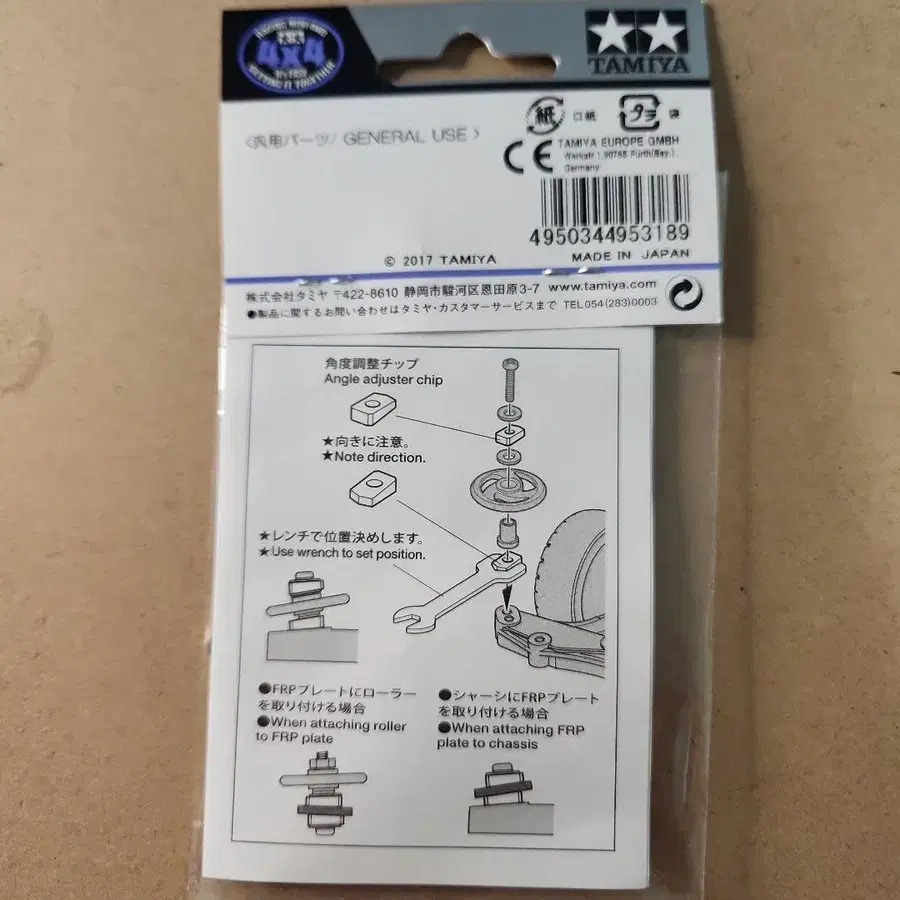 4x4
TAMIYA
<汎用パーツ/ GENERAL USE>
紙 口紙 プラ 袋
CE TAMIYA EUROPE GMBH
Werkstr.1,90765 Fürth(Bay.),
Germany
4950344953189
© 2017 TAMIYA MADE IN JAPAN
株式会社タミヤ 〒422-8610 静岡市駿河区恩田原3-7 www.tamiya.com
●製品に関するお問い合わせはタミヤ・カスタマーサービスまで TEL054(283)0003
角度調整チップ
Angle adjuster chip
★向きに注意。
★Note direction.
★レンチで位置決めします。
★Use wrench to set position.
●FRPプレートにローラー
を取り付ける場合
●When attaching roller
to FRP plate
●シャーシにFRPプレート
を取り付ける場合
●When attaching FRP
plate to chassis